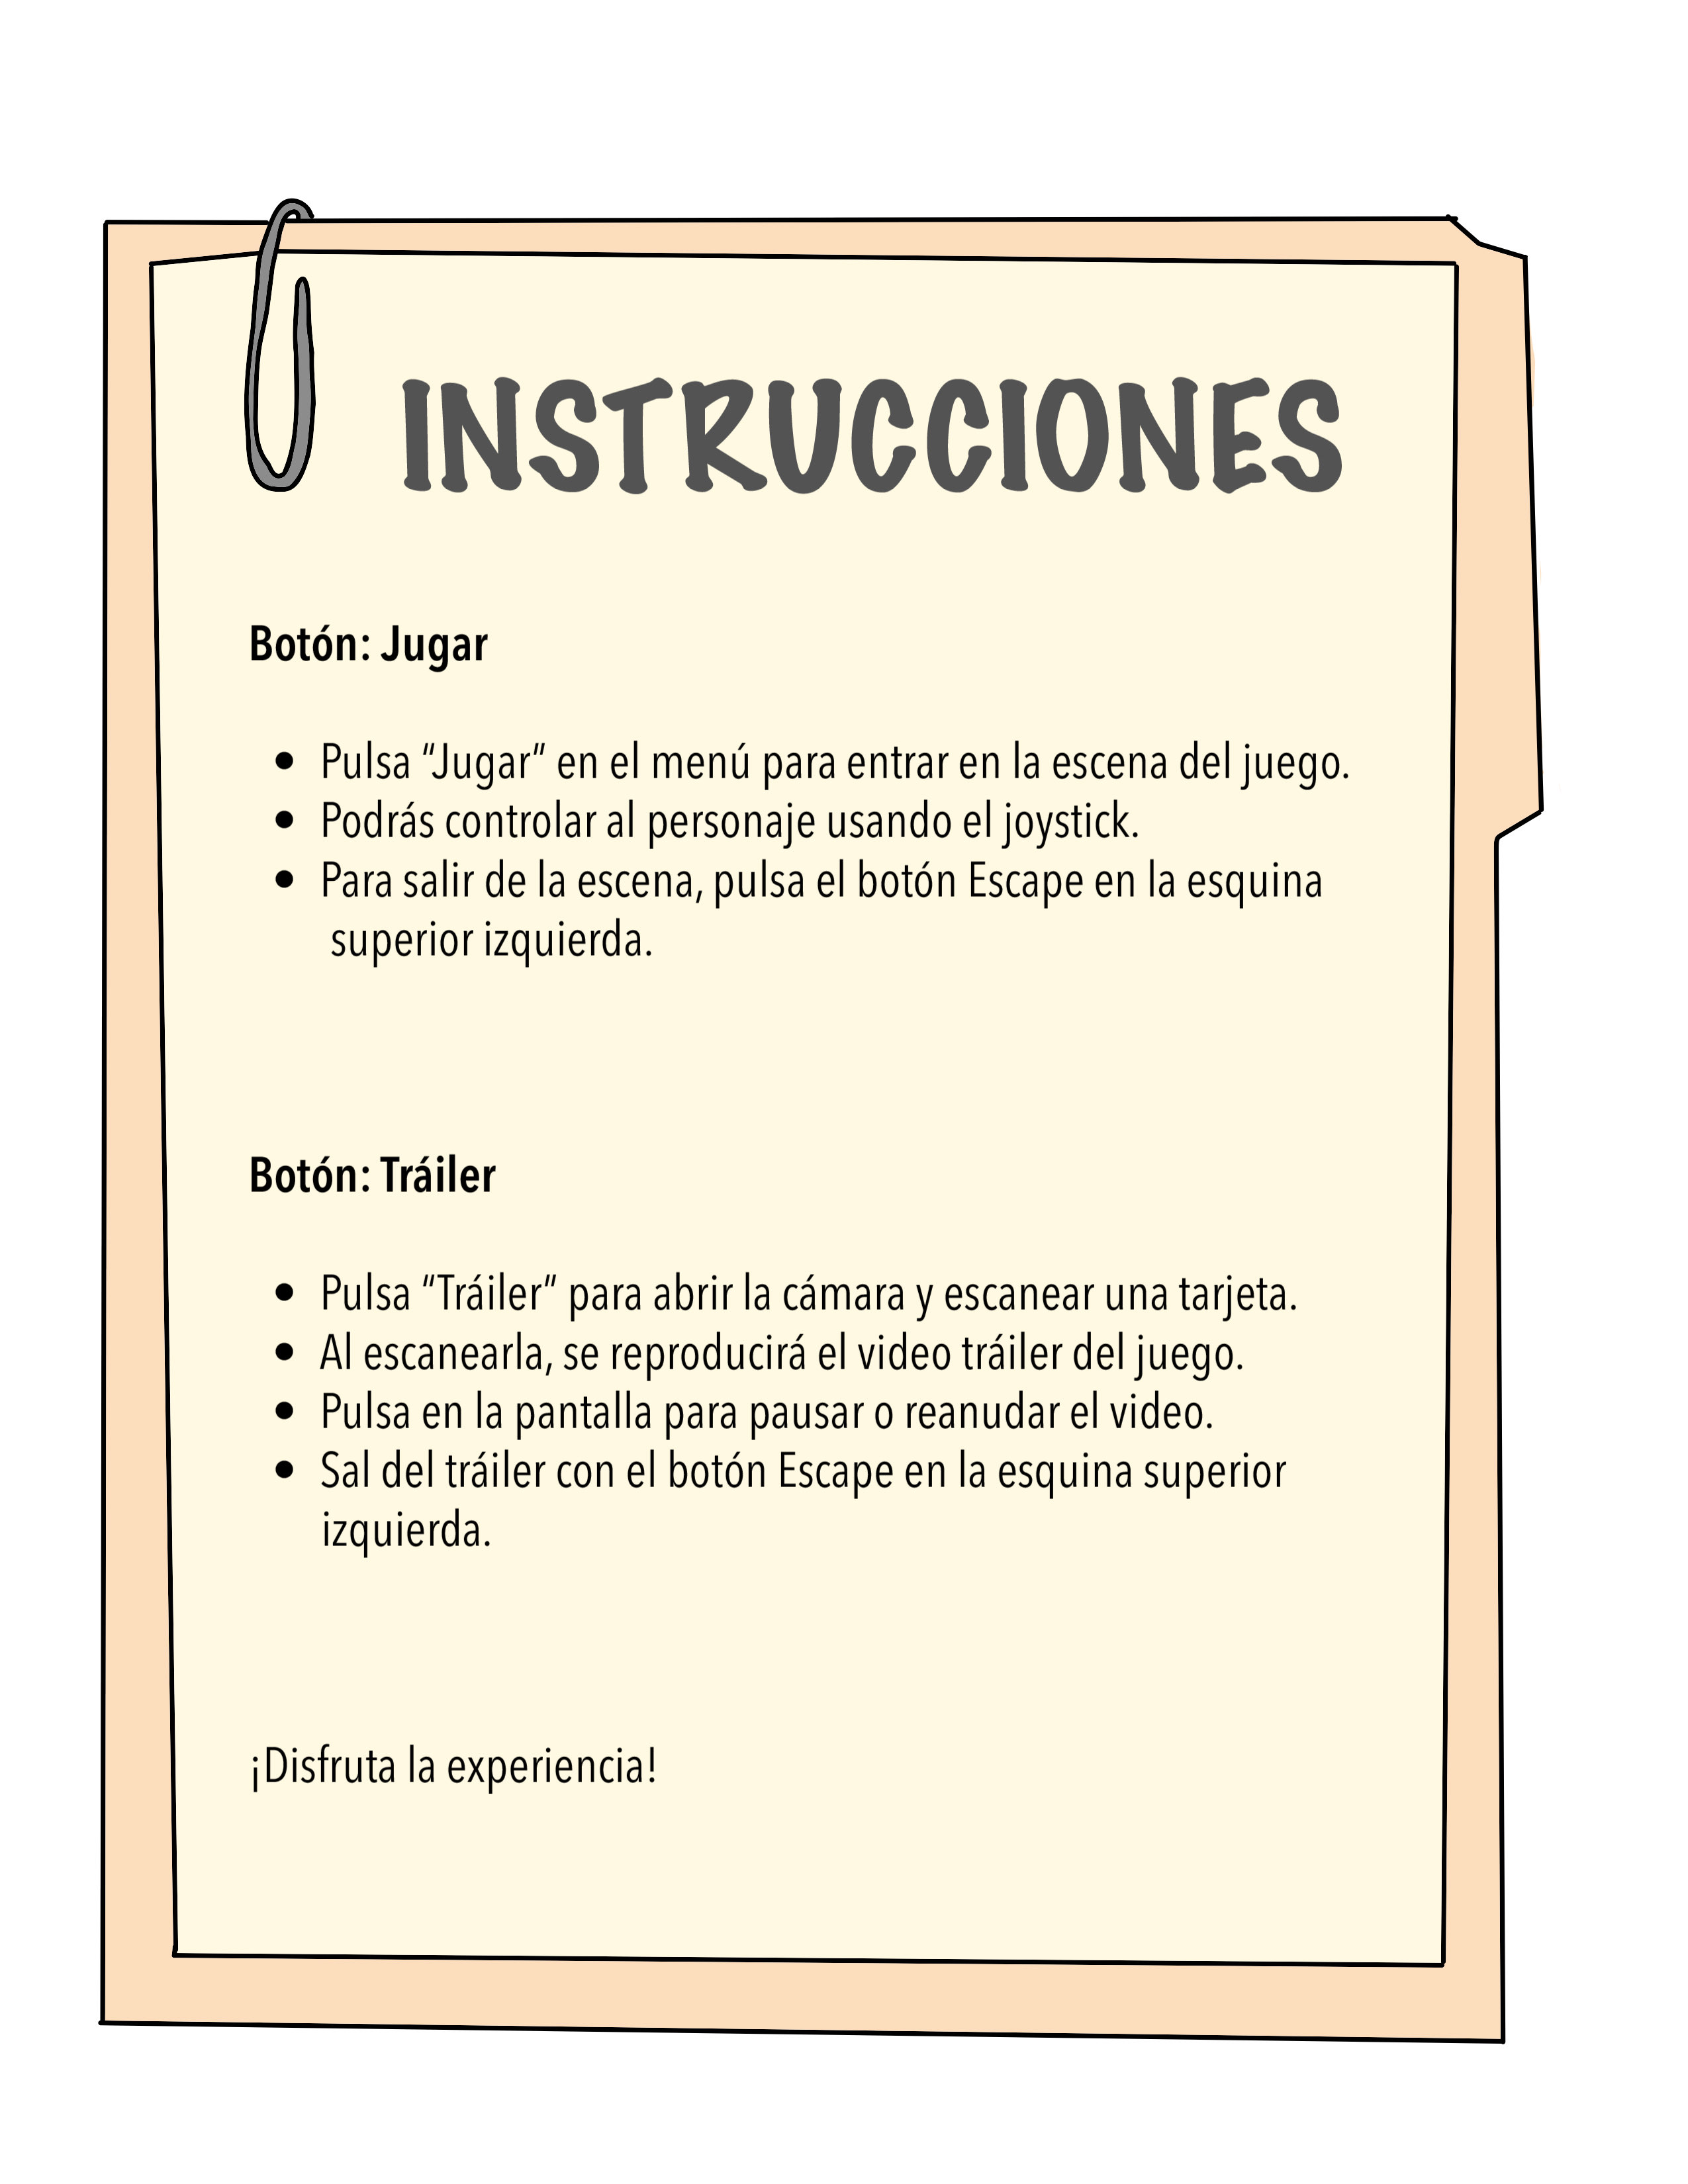 INSTRUCCIONES
Botón: Jugar
• Pulsa “Jugar” en el menú para entrar en la escena del juego.
• Podrás controlar al personaje usando el joystick.
• Para salir de la escena, pulsa el botón Escape en la esquina
superior izquierda.
Botón: Tráiler
• Pulsa “Tráiler” para abrir la cámara y escanear una tarjeta.
• Al escanearla, se reproducirá el video tráiler del juego.
• Pulsa en la pantalla para pausar o reanudar el video.
• Sal del tráiler con el botón Escape en la esquina superior
izquierda.
¡Disfruta la experiencia!